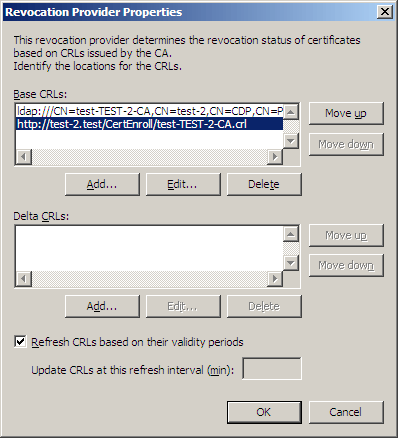 Revocation Provider Properties
This revocation provider determines the revocation status of certificates
based on CRLs issued by the CA.
Identify the locations for the CRLs.
Base CRLs:
ldap:///CN=test-TEST-2-CA,CN=test-2,CN=CDP,CN=P
http://test-2.test/CertEnroll/test-TEST-2-CA.crl
Move up
Move down
Add... Edit... Delete
Delta CRLs:
Move up
Move down
Add... Edit... Delete
Refresh CRLs based on their validity periods
Update CRLs at this refresh interval (min):
OK Cancel